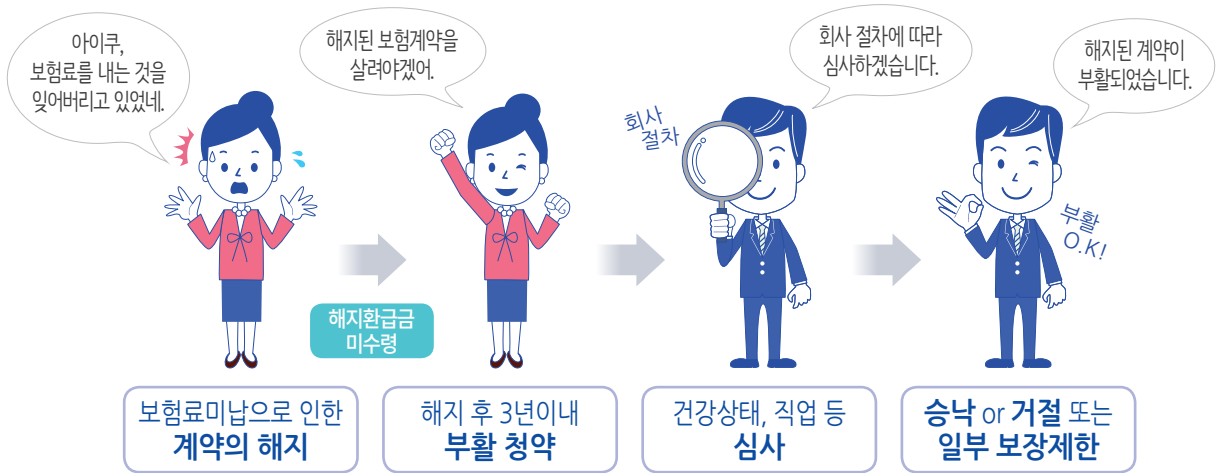 아이쿠,
보험료를 내는 것을
잊어버리고 있었네.
해지된 보험계약을
살려야겠어.
회사 절차에 따라
심사하겠습니다.
해지된 계약이
부활되었습니다.
회사
절차
부활
O.K!
해지환급금
미수령
보험료미납으로 인한
계약의 해지
해지 후 3년이내
부활 청약
건강상태, 직업 등
심사
승낙 or 거절 또는
일부 보장제한